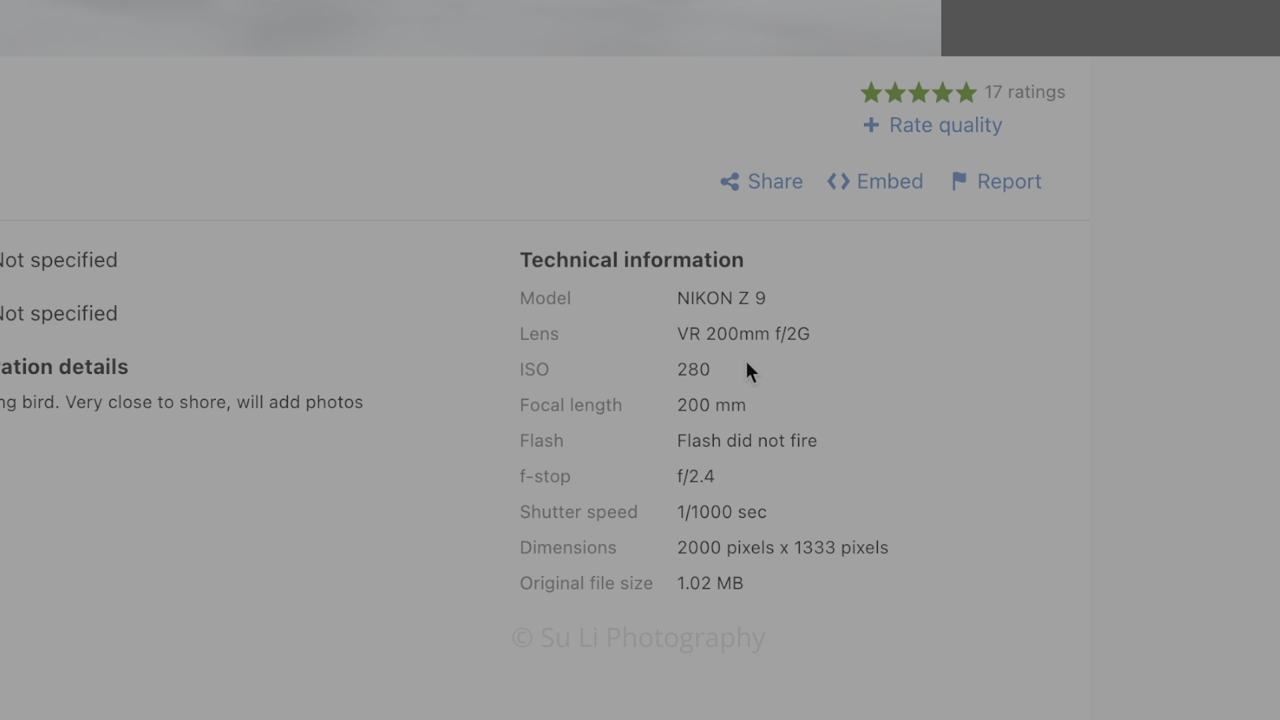 17 ratings
+ Rate quality
Share
Embed
Report
Not specified
Technical information
Model NIKON Z 9
Not specified
Lens VR 200mm f/2G
ation details
ISO 280
ng bird. Very close to shore, will add photos
Focal length 200 mm
Flash Flash did not fire
f-stop f/2.4
Shutter speed 1/1000 sec
Dimensions 2000 pixels x 1333 pixels
Original file size 1.02 MB
© Su Li Photography